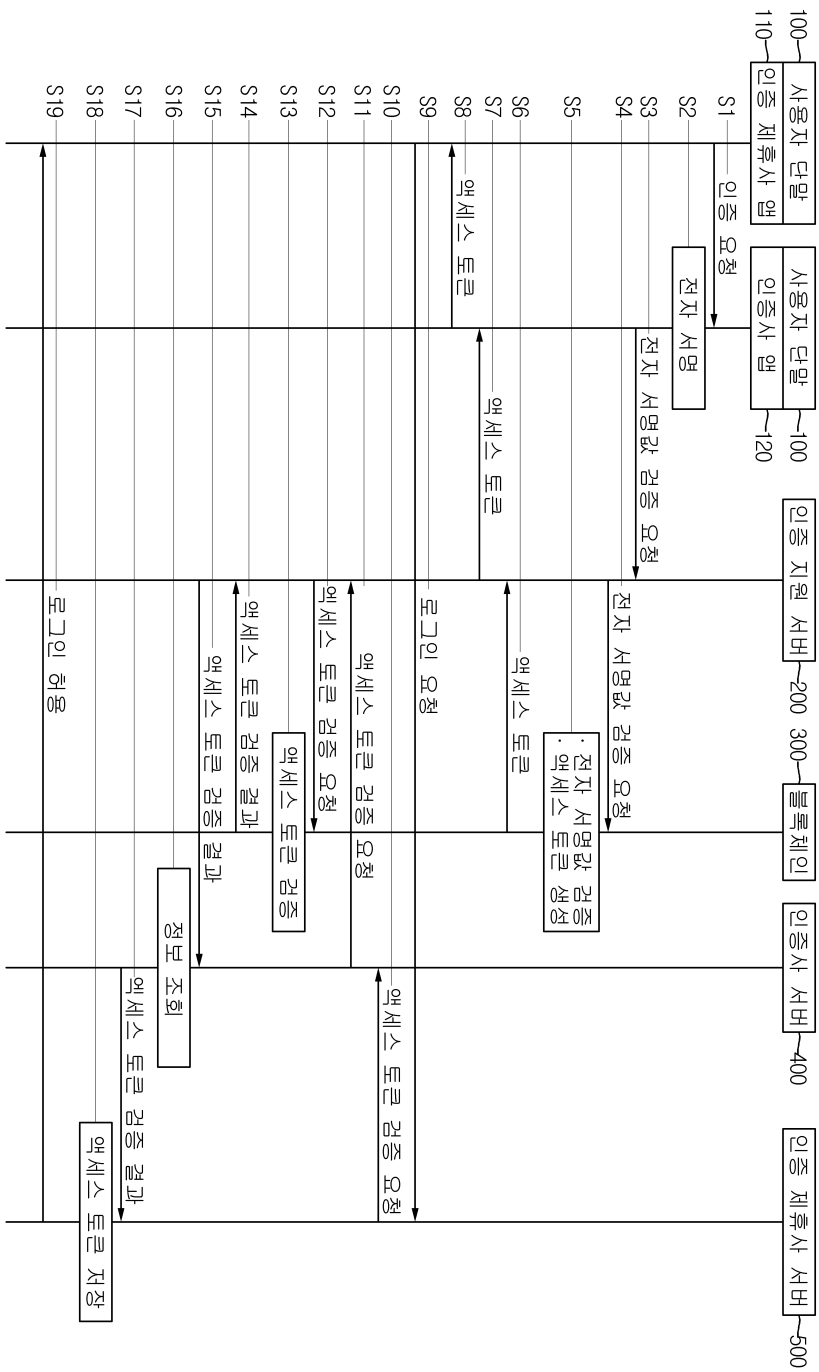 100
사용자 단말
110
인증 제휴사 앱
사용자 단말
100
인증사 앱
120
인증 지원 서버
200
300
블록체인
인증사 서버
400
인증 제휴사 서버
500
S1
인증 요청
S2
전자 서명
S3
전자 서명값 검증 요청
S4
전자 서명값 검증 요청
S5
· 전자 서명값 검증
· 액세스 토큰 생성
S6
액세스 토큰
S7
액세스 토큰
S8
액세스 토큰
S9
로그인 요청
S10
액세스 토큰 검증 요청
S11
액세스 토큰 검증 요청
S12
액세스 토큰 검증 요청
S13
액세스 토큰 검증
S14
액세스 토큰 검증 결과
S15
액세스 토큰 검증 결과
S16
정보 조회
S17
액세스 토큰 검증 결과
S18
액세스 토큰 저장
S19
로그인 허용